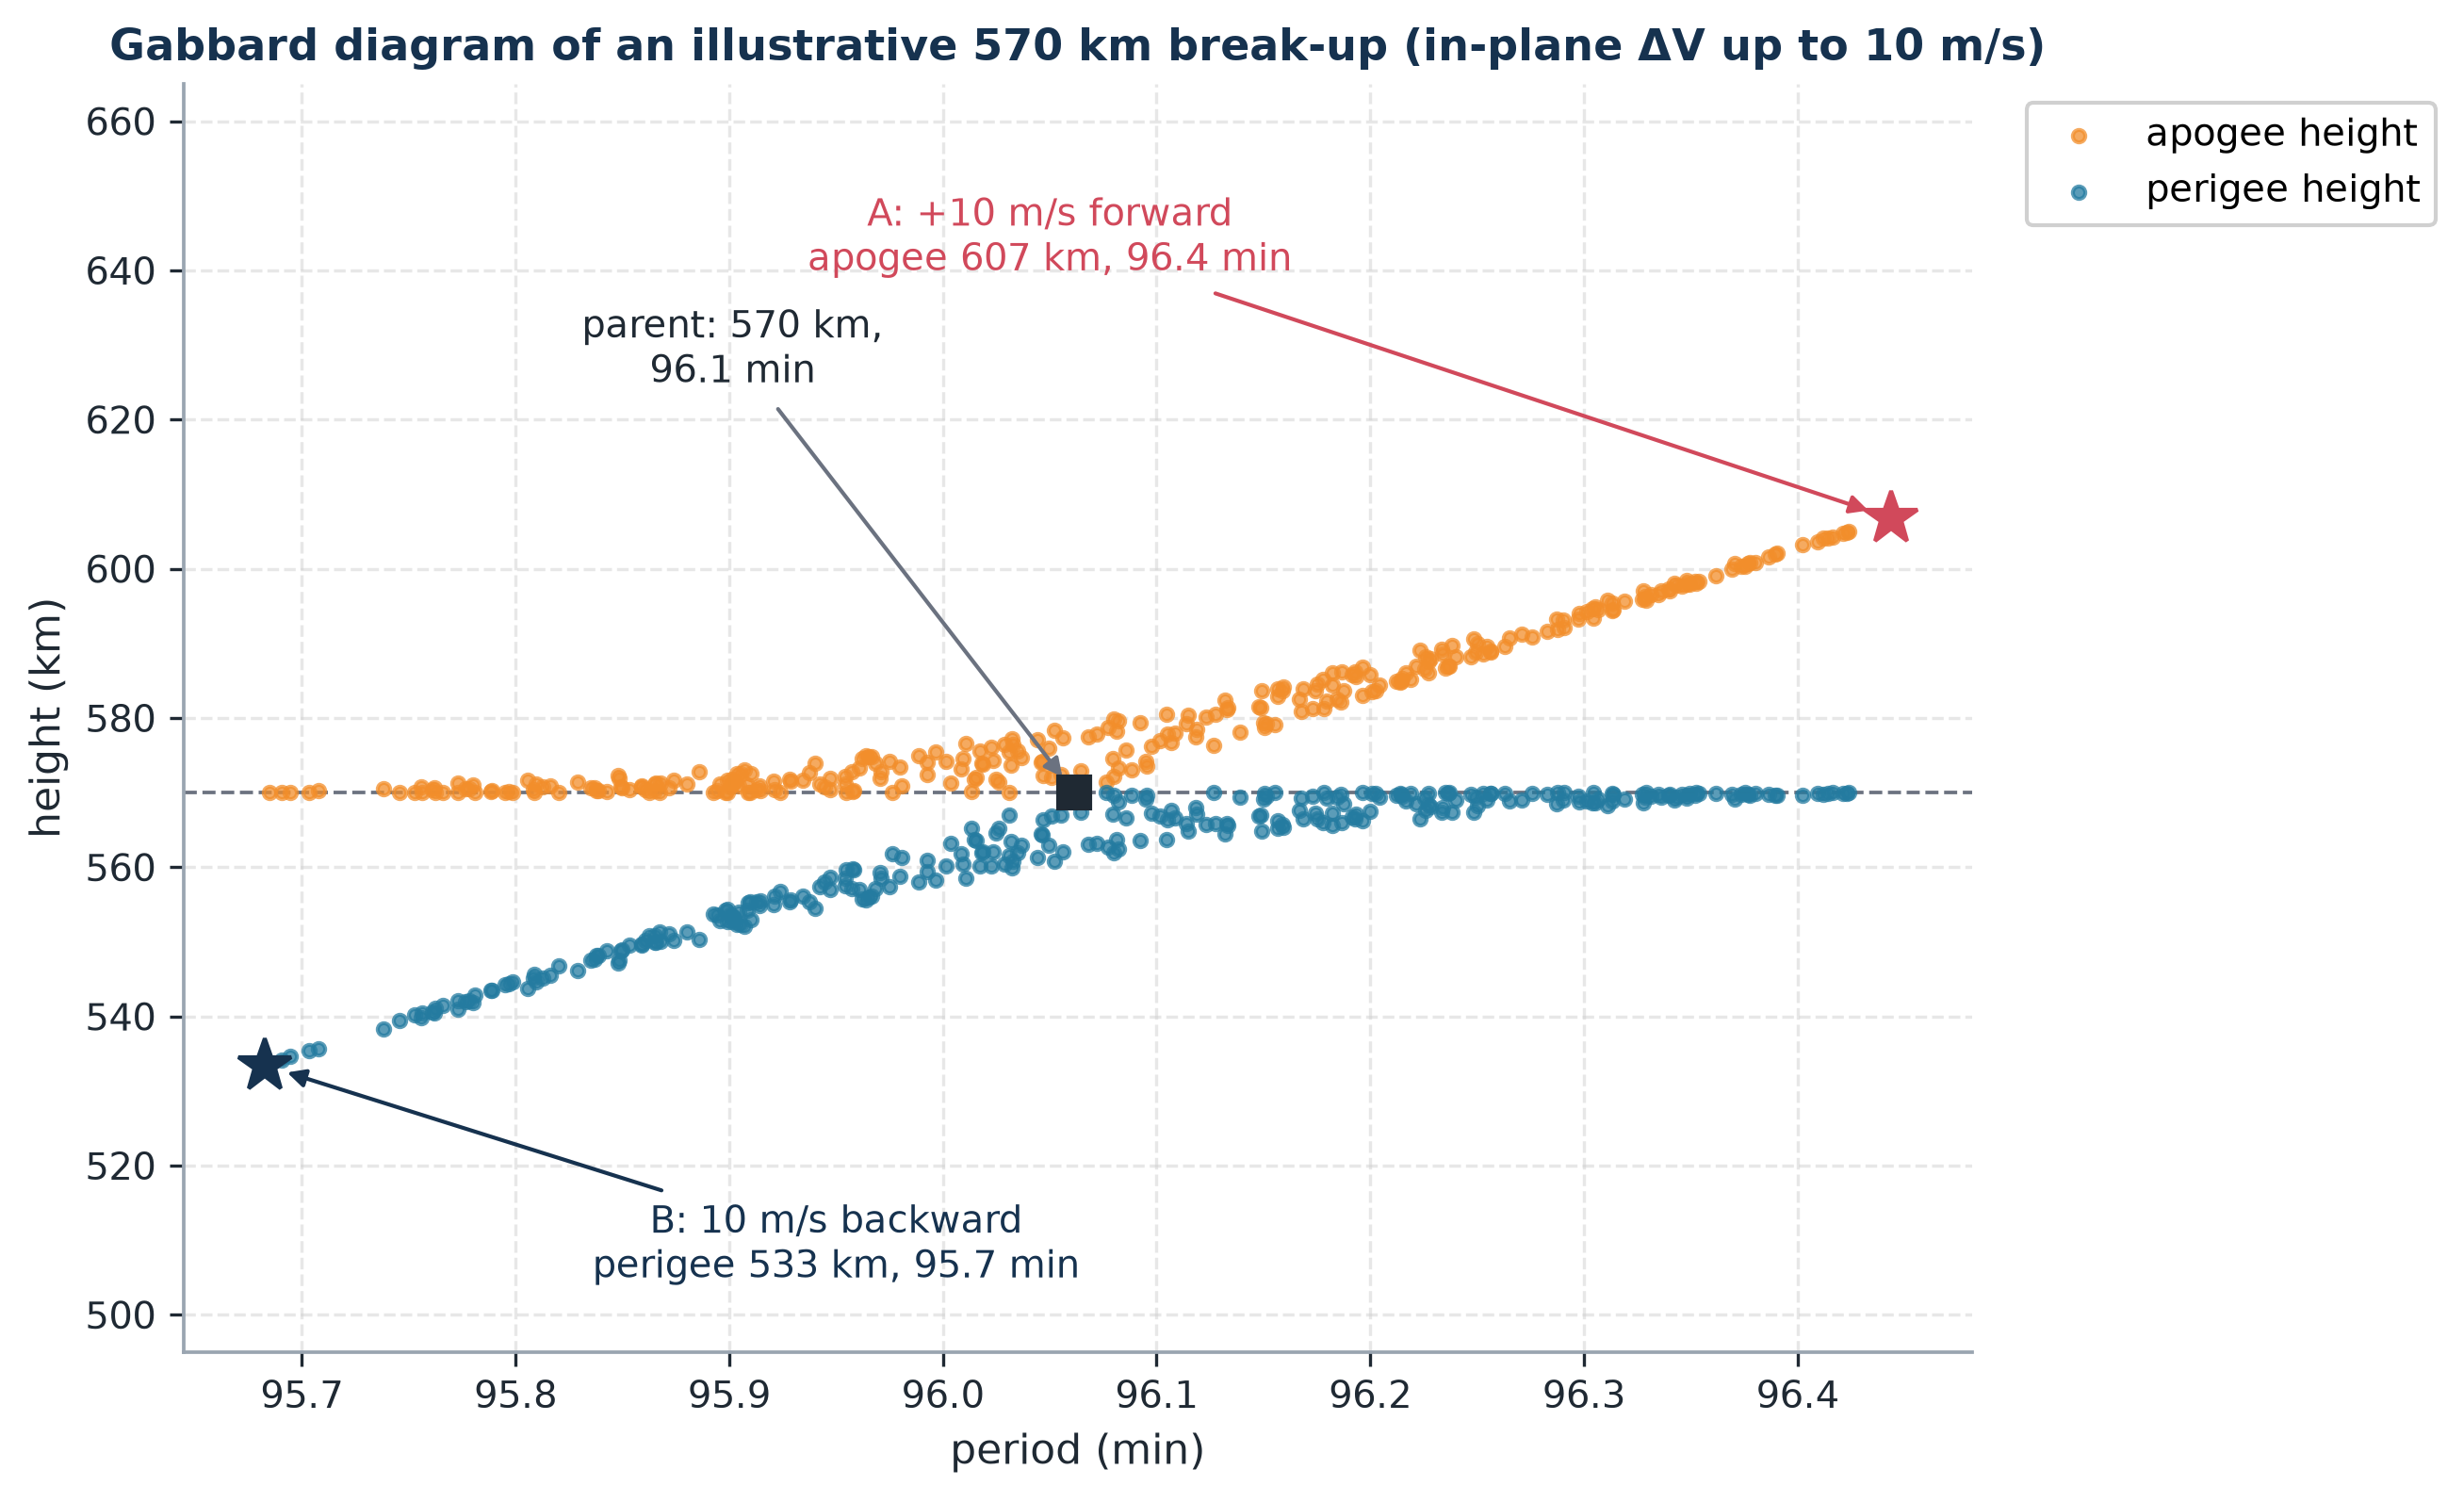 Gabbard diagram of an illustrative 570 km break-up (in-plane ΔV up to 10 m/s)
apogee height
perigee height
A: +10 m/s forward
apogee 607 km, 96.4 min
parent: 570 km,
96.1 min
B: 10 m/s backward
perigee 533 km, 95.7 min
height (km)
660
640
620
600
580
560
540
520
500
95.7
95.8
95.9
96.0
96.1
96.2
96.3
96.4
period (min)